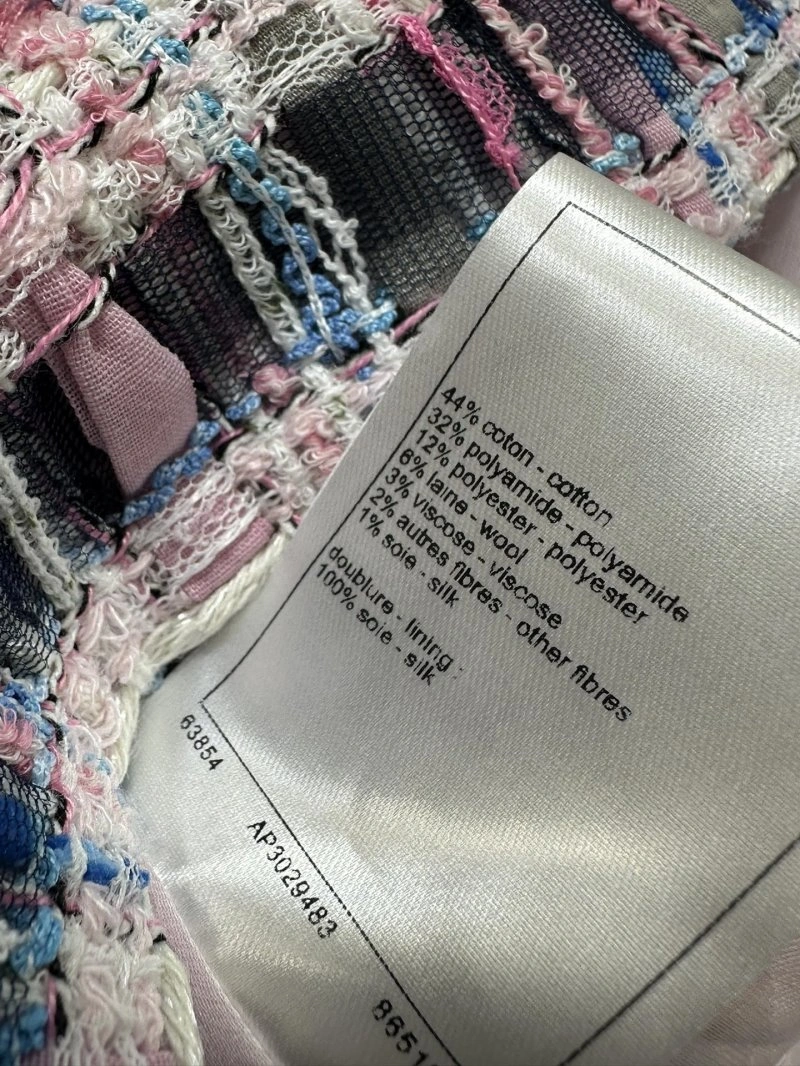 44% coton - cotton
32% polyamide - polyamide
12% polyester - polyester
6% laine - wool
3% viscose - viscose
2% autres fibres - other fibres
1% soie - silk
doublure - lining :
100% soie - silk
63854
AP3029483